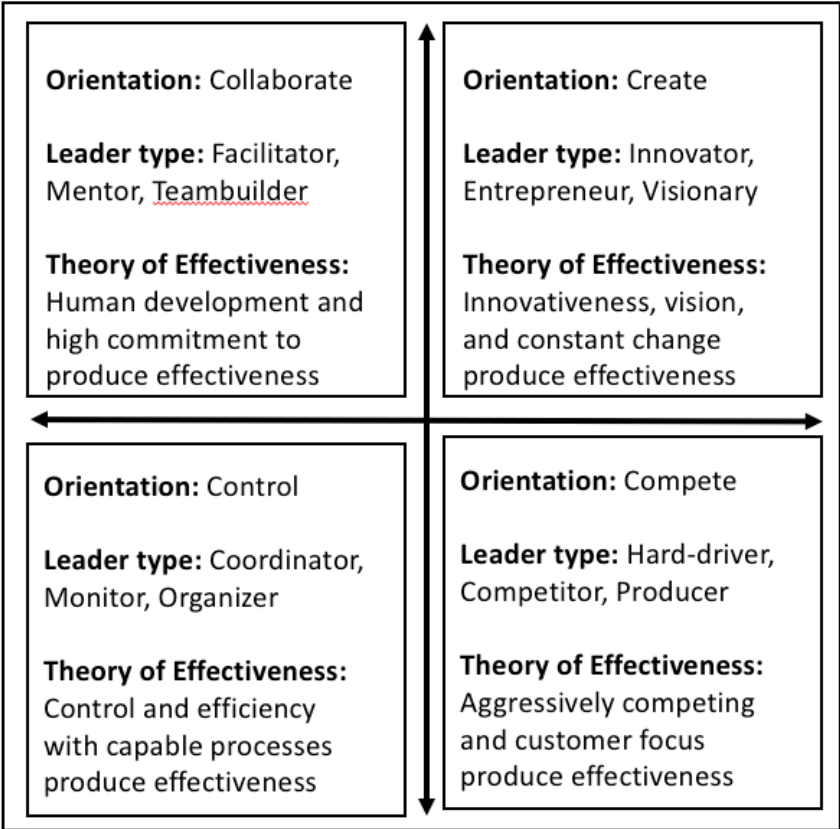 Orientation: Collaborate
Leader type: Facilitator,
Mentor, Teambuilder
Theory of Effectiveness:
Human development and
high commitment to
produce effectiveness
Orientation: Create
Leader type: Innovator,
Entrepreneur, Visionary
Theory of Effectiveness:
Innovativeness, vision,
and constant change
produce effectiveness
Orientation: Control
Leader type: Coordinator,
Monitor, Organizer
Theory of Effectiveness:
Control and efficiency
with capable processes
produce effectiveness
Orientation: Compete
Leader type: Hard-driver,
Competitor, Producer
Theory of Effectiveness:
Aggressively competing
and customer focus
produce effectiveness